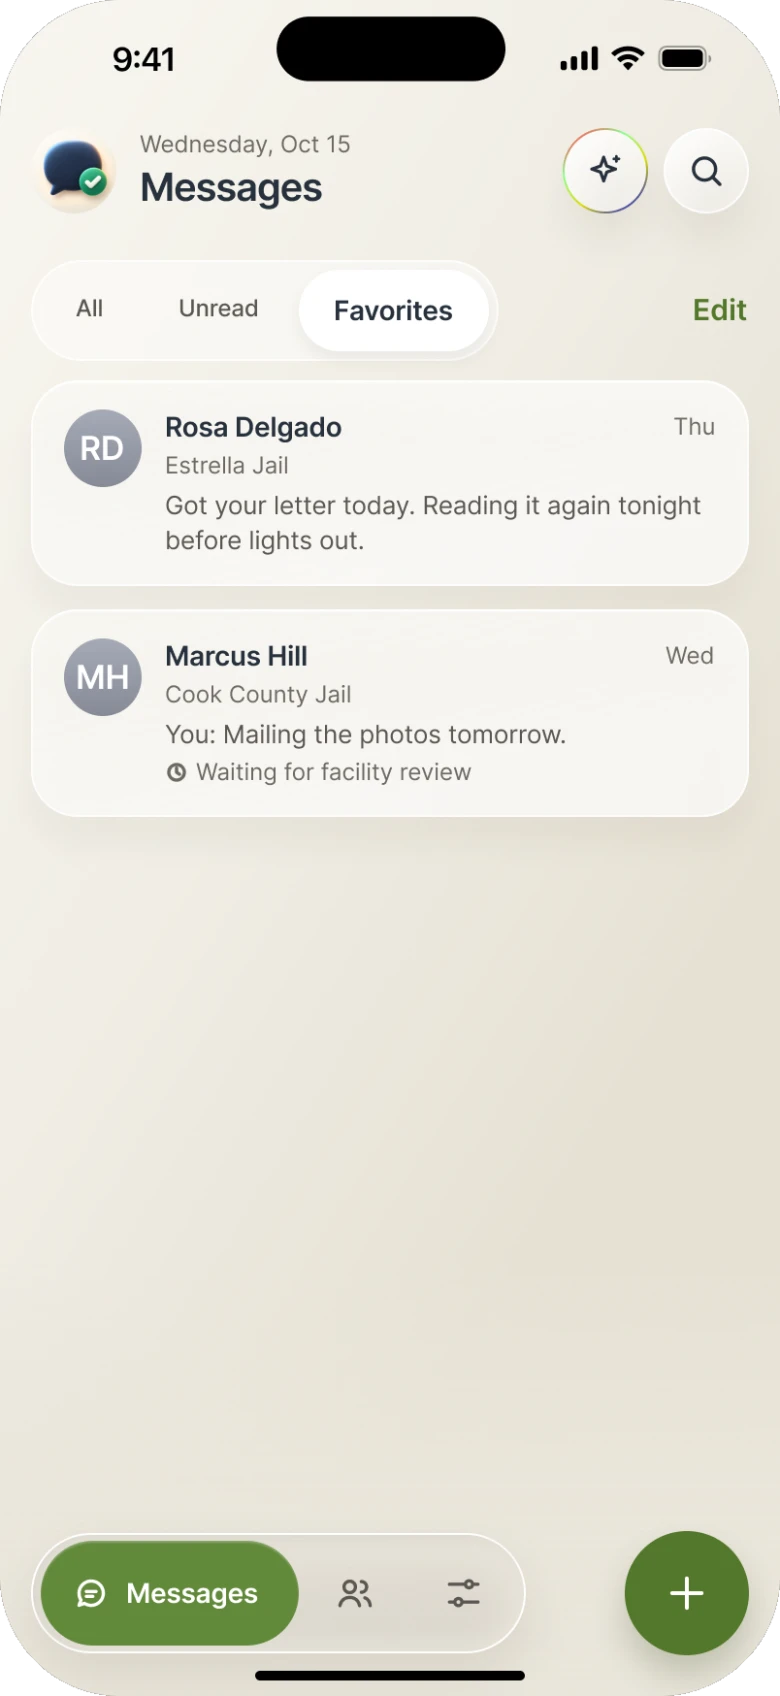 9:41
Wednesday, Oct 15
Messages
All
Unread
Favorites
Edit
RD
Rosa Delgado
Thu
Estrella Jail
Got your letter today. Reading it again tonight
before lights out.
MH
Marcus Hill
Wed
Cook County Jail
You: Mailing the photos tomorrow.
Waiting for facility review
Messages